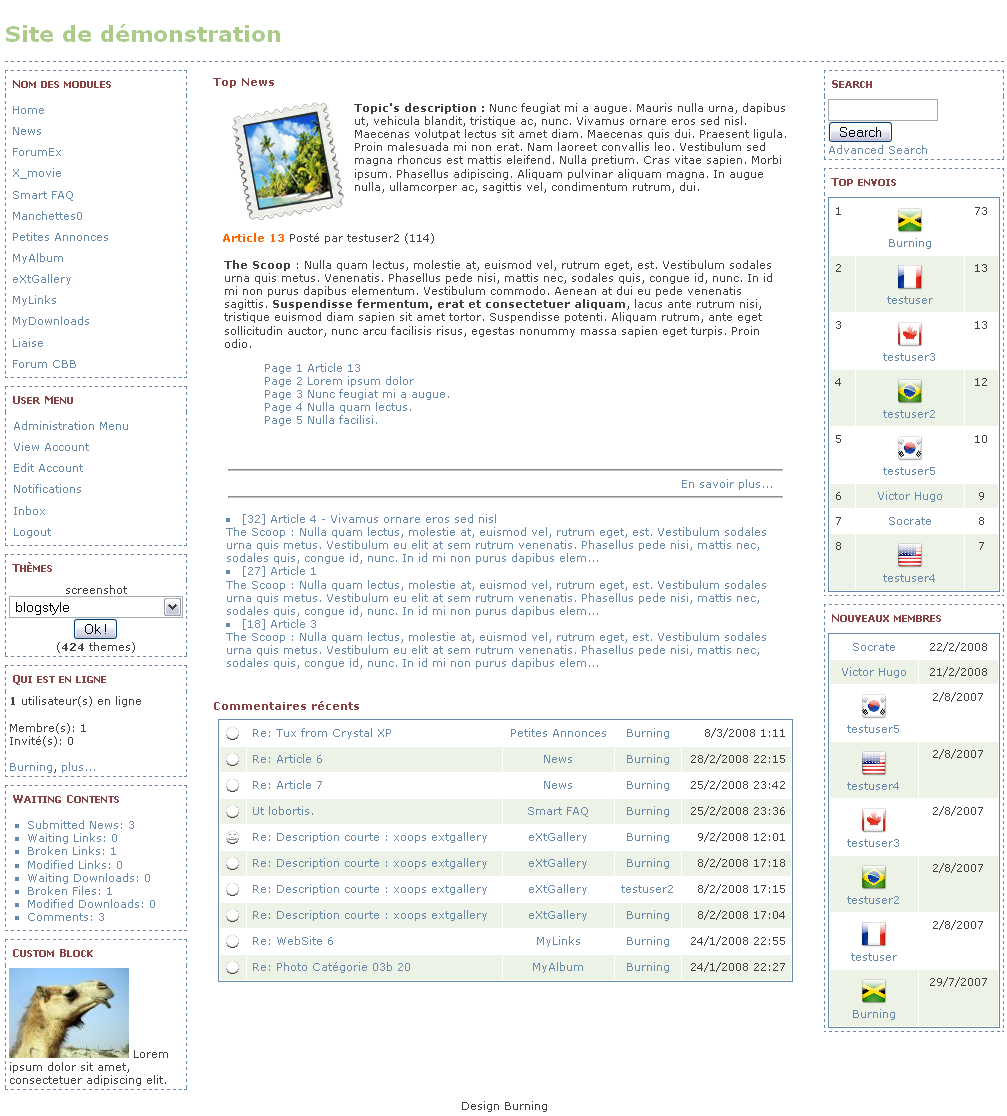 Site de démonstration
Nom des modules
Home
News
ForumEx
X_movie
Smart FAQ
Manchettes0
Petites Annonces
MyAlbum
eXtGallery
MyLinks
MyDownloads
Liaise
Forum CBB
User Menu
Administration Menu
View Account
Edit Account
Notifications
Inbox
Logout
Thèmes
screenshot
blogstyle
Ok !
(424 themes)
Qui est en ligne
1 utilisateur(s) en ligne
Membre(s): 1
Invité(s): 0
Burning, plus...
Waiting Contents
Submitted News: 3
Waiting Links: 0
Broken Links: 1
Modified Links: 0
Waiting Downloads: 0
Broken Files: 1
Modified Downloads: 0
Comments: 3
Custom Block
Lorem
ipsum dolor sit amet,
consectetuer adipiscing elit.
Top News
Topic's description : Nunc feugiat mi a augue. Mauris nulla urna, dapibus
ut, vehicula blandit, tristique ac, nunc. Vivamus ornare eros sed nisl.
Maecenas volutpat lectus sit amet diam. Maecenas quis dui. Praesent ligula.
Proin malesuada mi non erat. Nam laoreet convallis leo. Vestibulum sed
magna rhoncus est mattis eleifend. Nulla pretium. Cras vitae sapien. Morbi
ipsum. Phasellus adipiscing. Aliquam pulvinar aliquam magna. In augue
nulla, ullamcorper ac, sagittis vel, condimentum rutrum, dui.
Article 13 Posté par testuser2 (114)
The Scoop : Nulla quam lectus, molestie at, euismod vel, rutrum eget, est. Vestibulum sodales
urna quis metus. Venenatis. Phasellus pede nisi, mattis nec, sodales quis, congue id, nunc. In id
mi non purus dapibus elementum. Vestibulum commodo. Aenean at dui eu pede venenatis
sagittis. Suspendisse fermentum, erat et consectetuer aliquam, lacus ante rutrum nisi,
tristique euismod diam sapien sit amet tortor. Suspendisse potenti. Aliquam rutrum, ante eget
sollicitudin auctor, nunc arcu facilisis risus, egestas nonummy massa sapien eget turpis. Proin
odio.
Page 1 Article 13
Page 2 Lorem ipsum dolor
Page 3 Nunc feugiat mi a augue.
Page 4 Nulla quam lectus.
Page 5 Nulla facilisi.
En savoir plus...
[32] Article 4 - Vivamus ornare eros sed nisl
The Scoop : Nulla quam lectus, molestie at, euismod vel, rutrum eget, est. Vestibulum sodales
urna quis metus. Vestibulum eu elit at sem rutrum venenatis. Phasellus pede nisi, mattis nec,
sodales quis, congue id, nunc. In id mi non purus dapibus elem...
[27] Article 1
The Scoop : Nulla quam lectus, molestie at, euismod vel, rutrum eget, est. Vestibulum sodales
urna quis metus. Vestibulum eu elit at sem rutrum venenatis. Phasellus pede nisi, mattis nec,
sodales quis, congue id, nunc. In id mi non purus dapibus elem...
[18] Article 3
The Scoop : Nulla quam lectus, molestie at, euismod vel, rutrum eget, est. Vestibulum sodales
urna quis metus. Vestibulum eu elit at sem rutrum venenatis. Phasellus pede nisi, mattis nec,
sodales quis, congue id, nunc. In id mi non purus dapibus elem...
Commentaires récents
Re: Tux from Crystal XP Petites Annonces Burning 8/3/2008 1:11
Re: Article 6 News Burning 28/2/2008 22:15
Re: Article 7 News Burning 25/2/2008 23:42
Ut lobortis. Smart FAQ Burning 25/2/2008 23:36
Re: Description courte : xoops extgallery eXtGallery Burning 9/2/2008 12:01
Re: Description courte : xoops extgallery eXtGallery Burning 8/2/2008 17:18
Re: Description courte : xoops extgallery eXtGallery testuser2 8/2/2008 17:15
Re: Description courte : xoops extgallery eXtGallery Burning 8/2/2008 17:04
Re: WebSite 6 MyLinks Burning 24/1/2008 22:55
Re: Photo Catégorie 03b 20 MyAlbum Burning 24/1/2008 22:27
Search
Search
Advanced Search
Top envois
1 Burning 73
2 testuser 13
3 testuser3 13
4 testuser2 12
5 testuser5 10
6 Victor Hugo 9
7 Socrate 8
8 testuser4 7
Nouveaux membres
Socrate 22/2/2008
Victor Hugo 21/2/2008
testuser5 2/8/2007
testuser4 2/8/2007
testuser3 2/8/2007
testuser2 2/8/2007
testuser 2/8/2007
Burning 29/7/2007
Design Burning